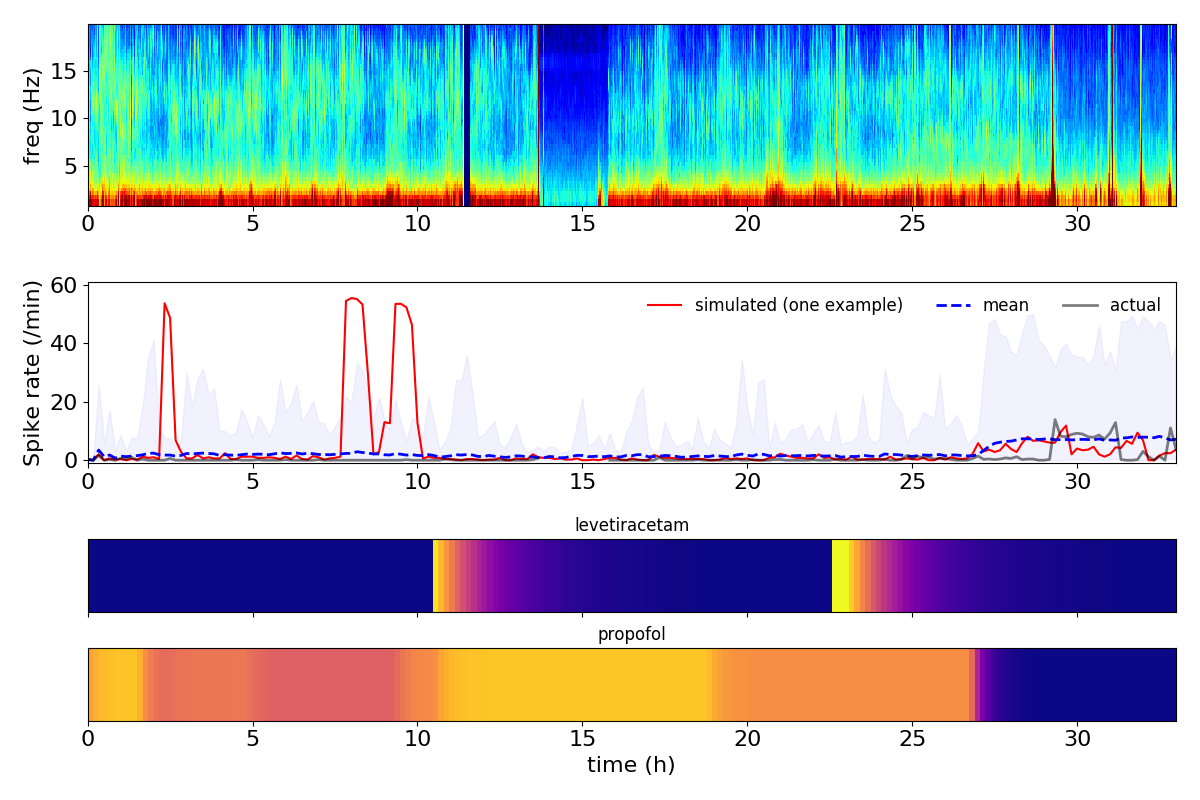 freq (Hz)
15
10
5
0 5 10 15 20 25 30
Spike rate (/min)
60
40
20
0
simulated (one example) mean actual
0 5 10 15 20 25 30
levetiracetam
propofol
0 5 10 15 20 25 30
time (h)